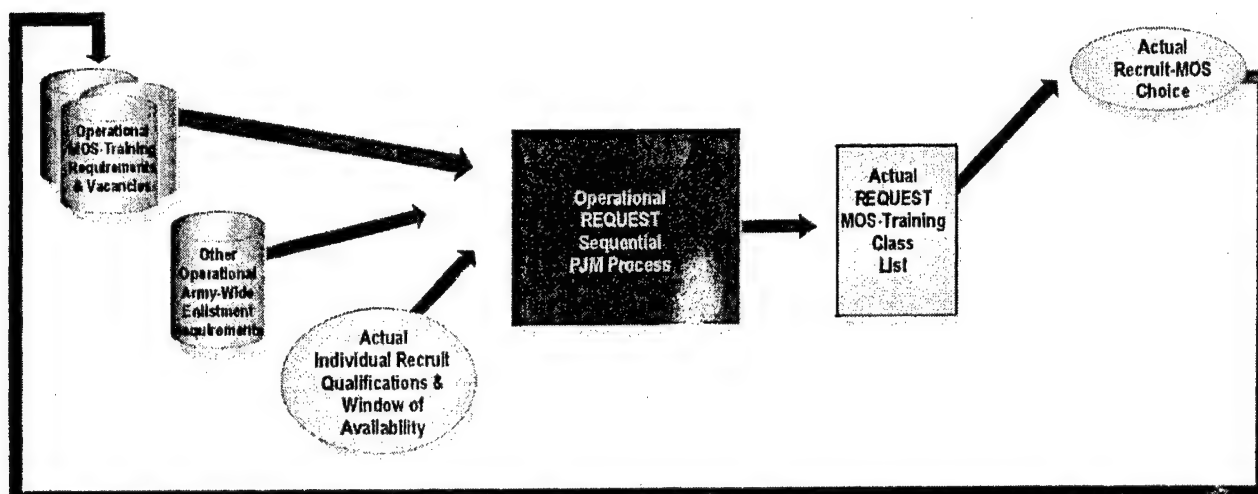 Operational
MOS-Training
Requirements
& Vacancies
Other
Operational
Army-Wide
Enlistment
Requirements
Actual
Individual Recruit
Qualifications &
Window of
Availability
Operational
REQUEST
Sequential
PJM Process
Actual
REQUEST
MOS-Training
Class
List
Actual
Recruit-MOS
Choice